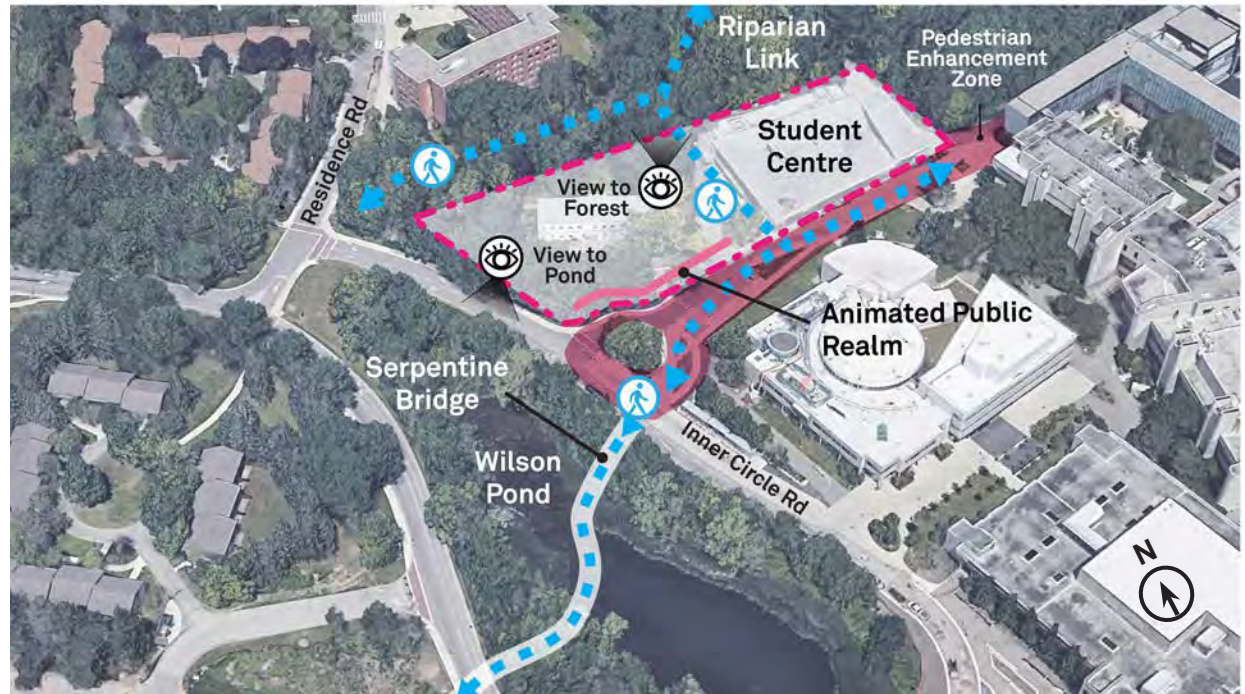 Riparian
Link
Pedestrian
Enhancement
Zone
Residence Rd
Student
Centre
View to
Forest
View to
Pond
Animated Public
Realm
Serpentine
Bridge
Wilson
Pond
Inner Circle Rd
N